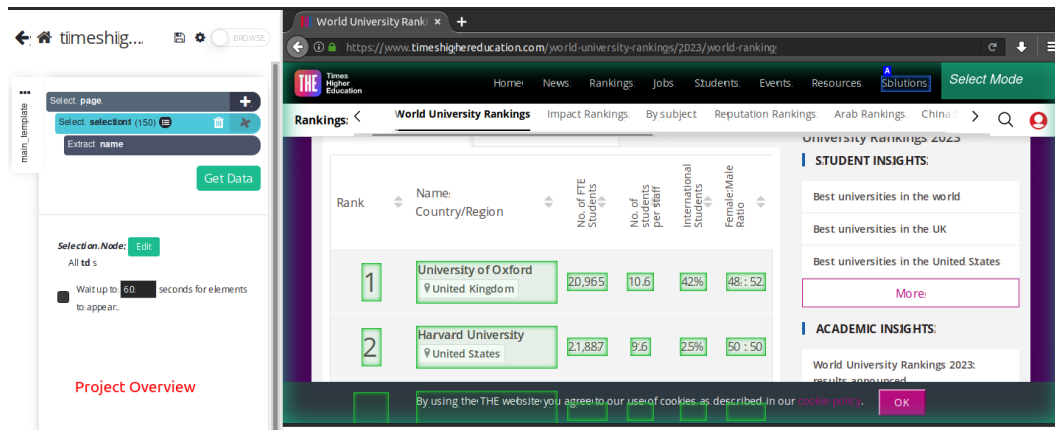 timeshig....
BROWSE
main_template
Select page
Select selection1 (150)
Extract name
Get Data
Selection Node: Edit
All td s
Wait up to 60 seconds for elements
to appear.
Project Overview
World University Ranki × +
https://www.timeshighereducation.com/world-university-rankings/2023/world-ranking
THE Times
Higher
Education
Home News Rankings Jobs Students Events Resources A Solutions Select Mode
Rankings: World University Rankings Impact Rankings By subject Reputation Rankings Arab Rankings China S
University Rankings 2023
STUDENT INSIGHTS
Best universities in the world
Best universities in the UK
Best universities in the United States
More
ACADEMIC INSIGHTS
World University Rankings 2023:
results announced
Rank
Name
Country/Region
No. of FTE
Students
No. of
students
per staff
International
Students
Female:Male
Ratio
1 University of Oxford 20,965 10.6 42% 48 : 52
United Kingdom
2 Harvard University 21,887 9.6 25% 50 : 50
United States
By using the THE website you agree to our use of cookies as described in our cookie policy. OK